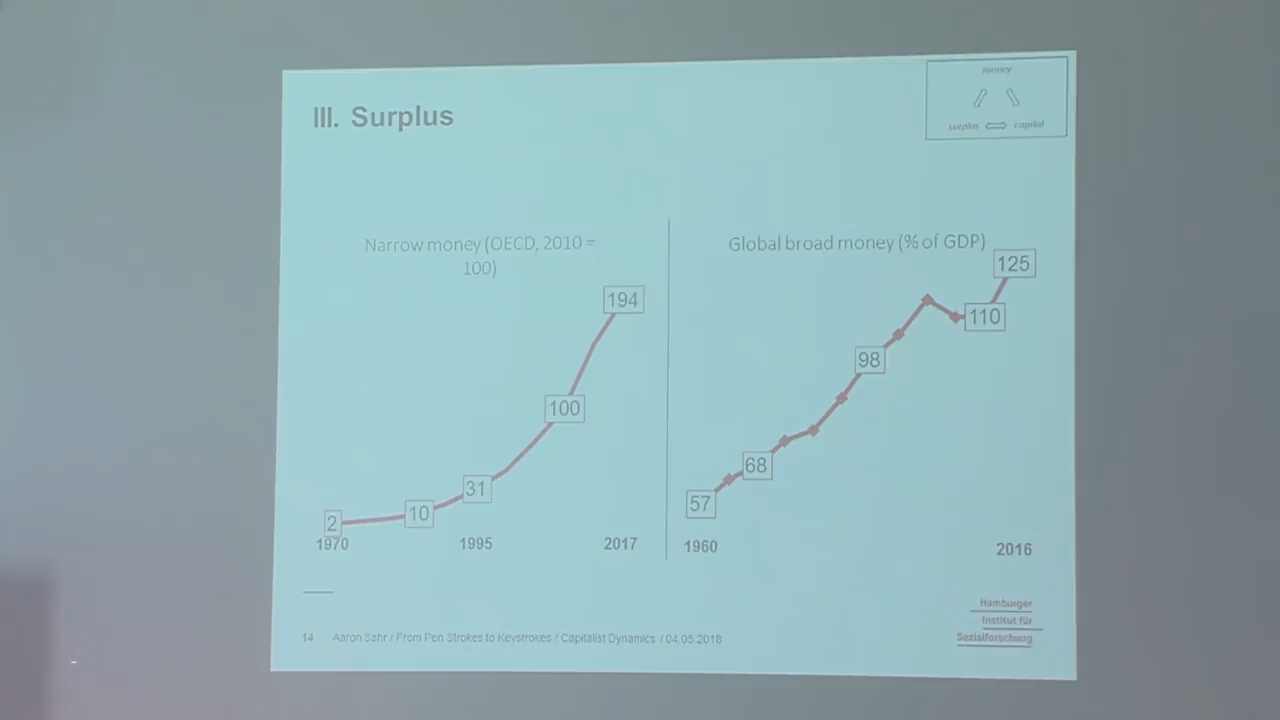 III. Surplus
money
surplus
capital
Narrow money (OECD, 2010 =
100)
194
100
31
10
2
1970
1995
2017
Global broad money (% of GDP)
125
110
98
68
57
1960
2016
14 Aaron Sahr / From Pen Strokes to Keystrokes / Capitalist Dynamics / 04.05.2018
Hamburger
Institut für
Sozialforschung